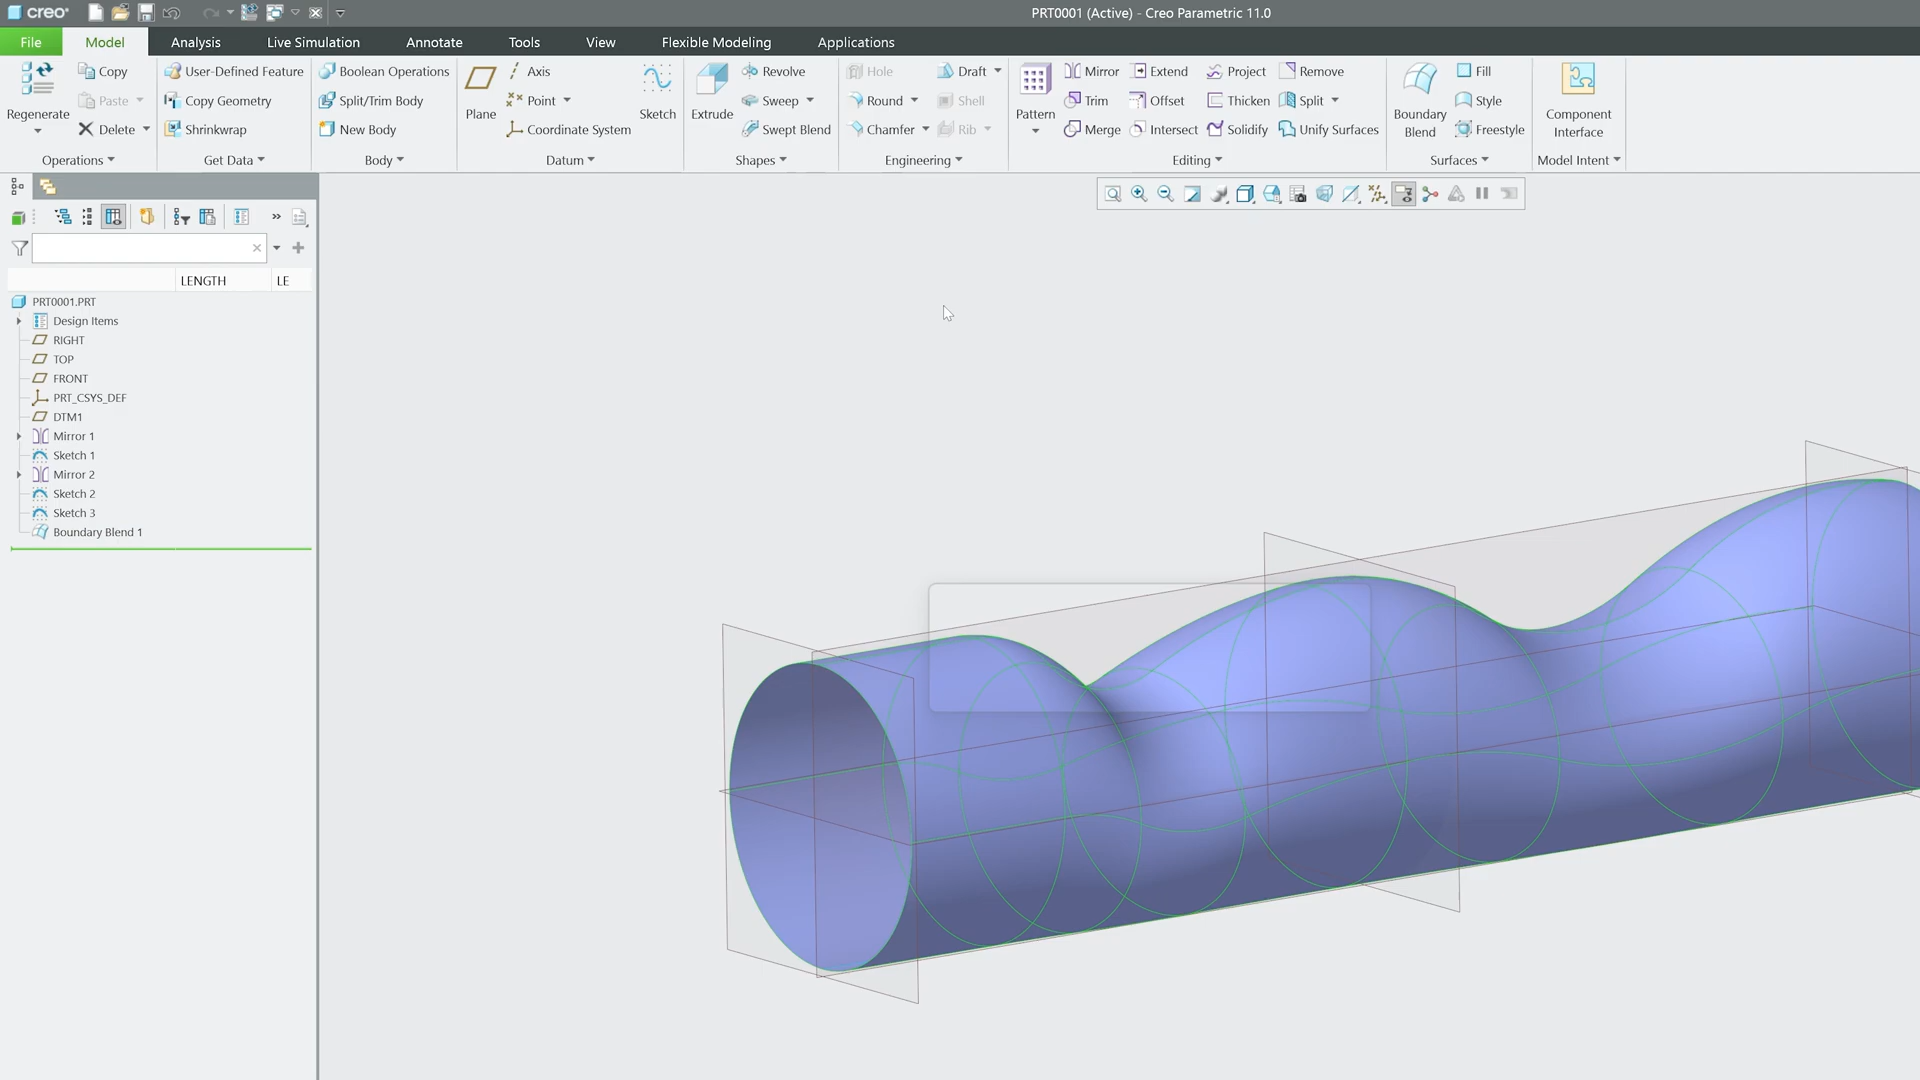 creo®
PRT0001 (Active) - Creo Parametric 11.0
File Model Analysis Live Simulation Annotate Tools View Flexible Modeling Applications
Regenerate
Copy
Paste
Delete
Operations
User-Defined Feature
Copy Geometry
Shrinkwrap
Get Data
Boolean Operations
Split/Trim Body
New Body
Body
Plane
Axis
Point
Coordinate System
Sketch
Datum
Extrude
Revolve
Sweep
Swept Blend
Shapes
Hole
Round
Chamfer
Draft
Shell
Rib
Engineering
Pattern
Mirror
Trim
Merge
Extend
Offset
Intersect
Project
Thicken
Solidify
Remove
Split
Unify Surfaces
Editing
Boundary
Blend
Fill
Style
Freestyle
Surfaces
Component
Interface
Model Intent
LENGTH LE
PRT0001.PRT
Design Items
RIGHT
TOP
FRONT
PRT_CSYS_DEF
DTM1
Mirror 1
Sketch 1
Mirror 2
Sketch 2
Sketch 3
Boundary Blend 1